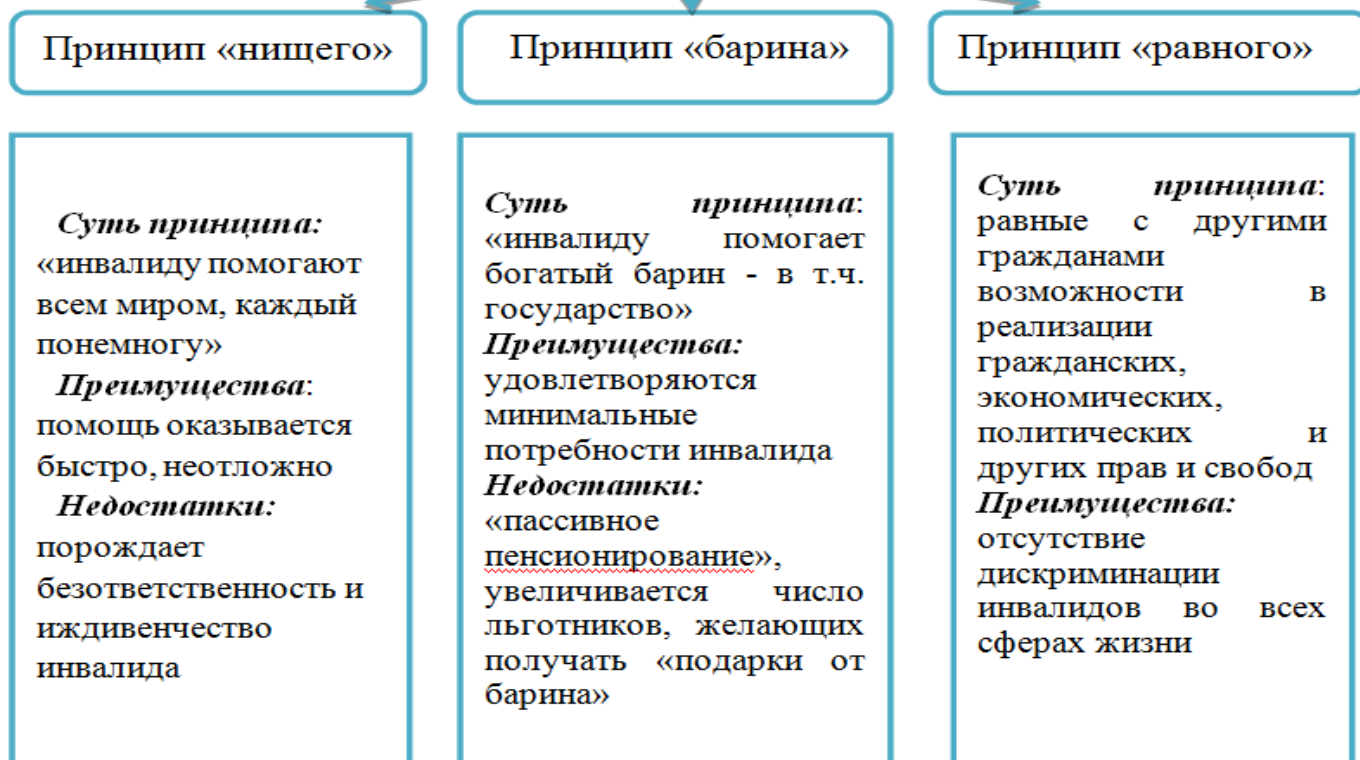 Принцип «нищего»
Принцип «барина»
Принцип «равного»
Суть принципа:
«инвалиду помогают
всем миром, каждый
понемногу»
Преимущества:
помощь оказывается
быстро, неотложно
Недостатки:
порождает
безответственность и
иждивенчество
инвалида
Суть принципа:
«инвалиду помогает
богатый барин - в т.ч.
государство»
Преимущества:
удовлетворяются
минимальные
потребности инвалида
Недостатки:
«пассивное
пенсионирование»,
увеличивается число
льготников, желающих
получать «подарки от
барина»
Суть принципа:
равные с другими
гражданами
возможности в
реализации
гражданских,
экономических,
политических и
других прав и свобод
Преимущества:
отсутствие
дискриминации
инвалидов во всех
сферах жизни